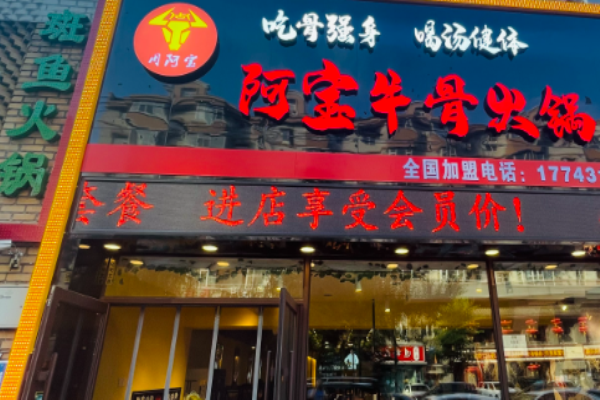 斑鱼火锅
川阿宝
吃骨强身 喝汤健体
阿宝牛骨火锅
全国加盟电话：17743
套餐 进店享受会员价！